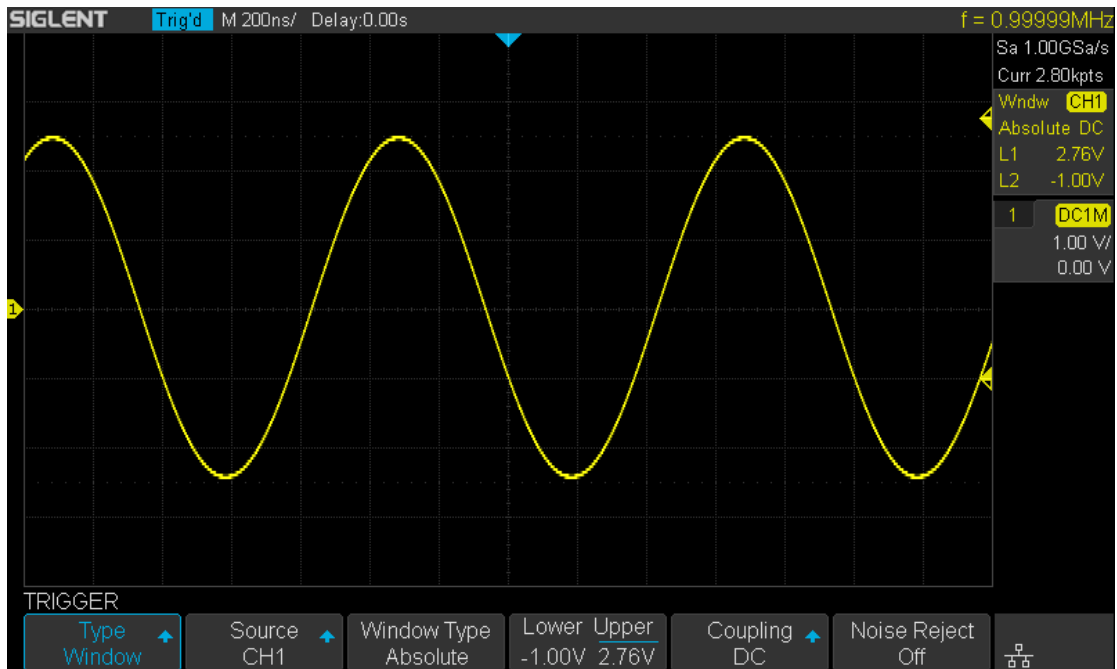 SIGLENT Trig'd M 200ns/ Delay:0.00s f = 0.99999MHz
Sa 1.00GSa/s
Curr 2.80kpts
Wndw CH1
Absolute DC
L1 2.76V
L2 -1.00V
1 DC1M
1.00 V/
0.00 V
1
TRIGGER
Type Source Window Type Lower Upper Coupling Noise Reject
Window CH1 Absolute -1.00V 2.76V DC Off